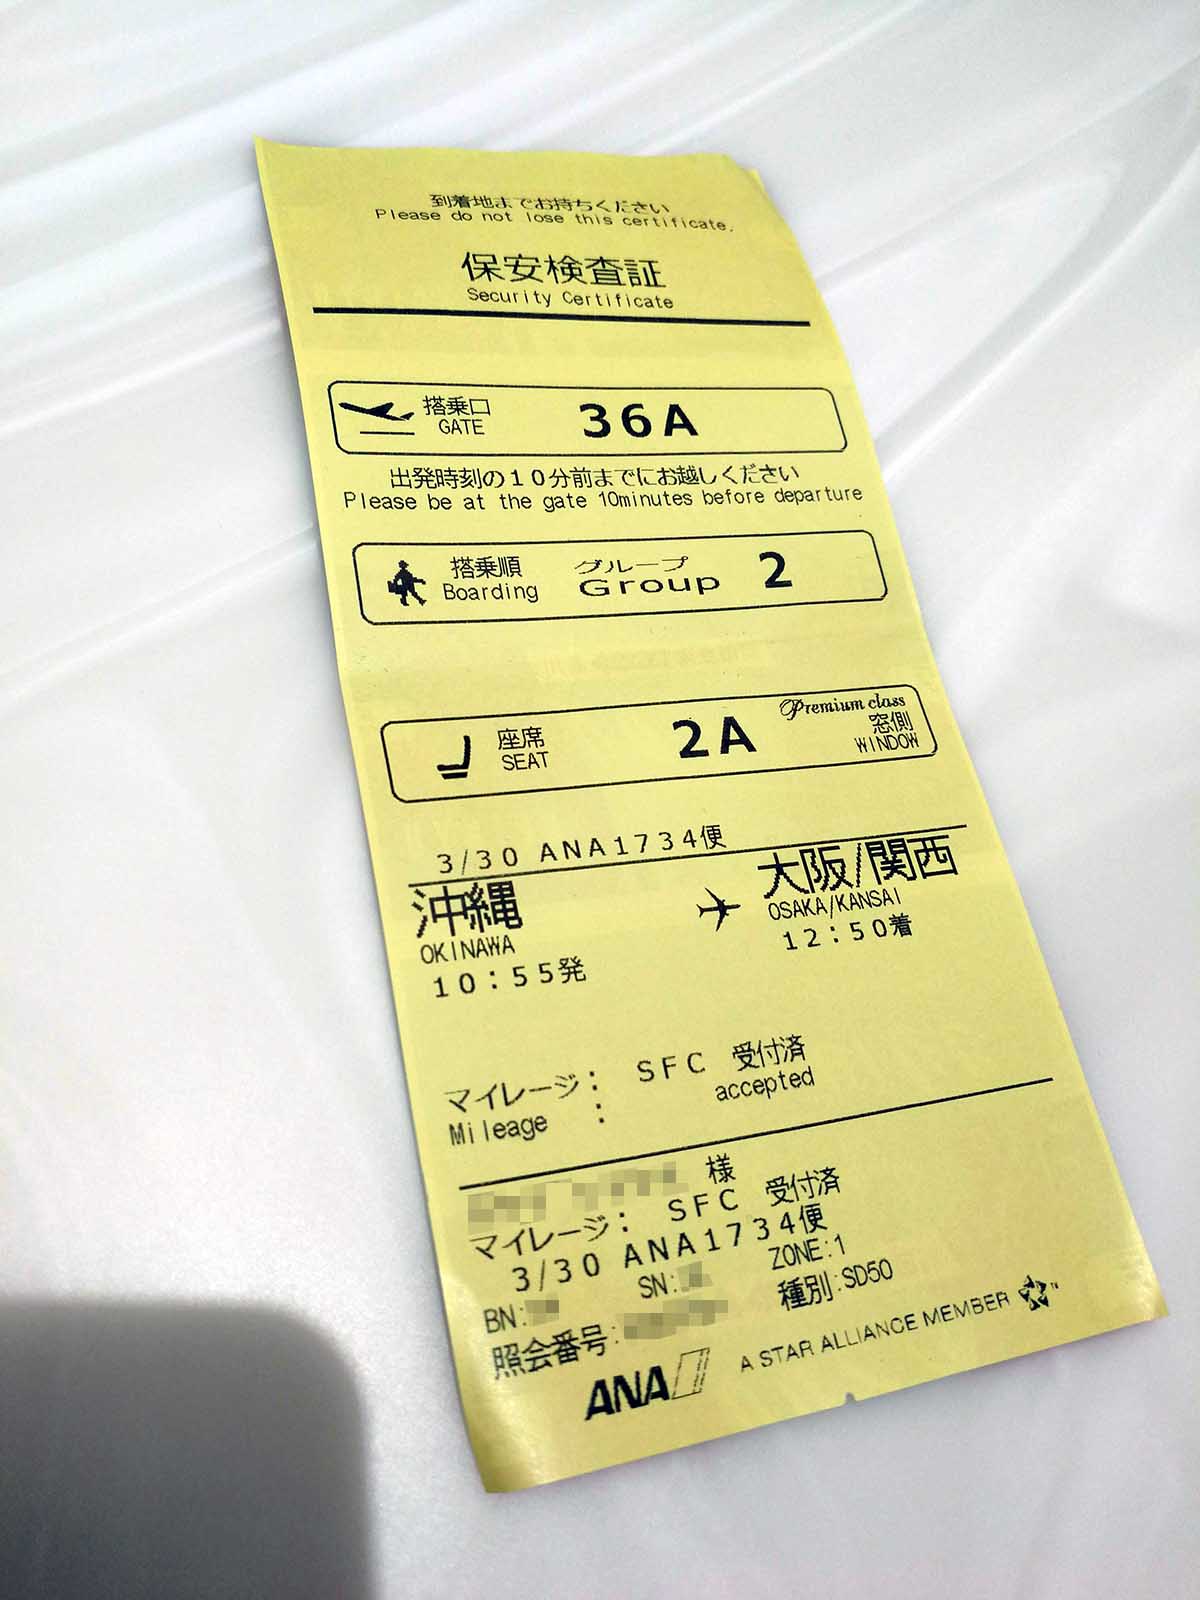 到着地までお持ちください
Please do not lose this certificate.
保安検査証
Security Certificate
搭乗口
GATE
36A
出発時刻の10分前までにお越しください
Please be at the gate 10minutes before departure
搭乗順
Boarding
グループ
Group
2
座席
SEAT
2A
Premium class
窓側
WINDOW
3/30 ANA1734便
沖縄
OKINAWA
10:55発
大阪/関西
OSAKA/KANSAI
12:50着
マイレージ: SFC 受付済
Mileage : accepted
様
マイレージ: SFC 受付済
3/30 ANA1734便
BN: SN: ZONE:1
照会番号: 種別:SD50
ANA A STAR ALLIANCE MEMBER ™